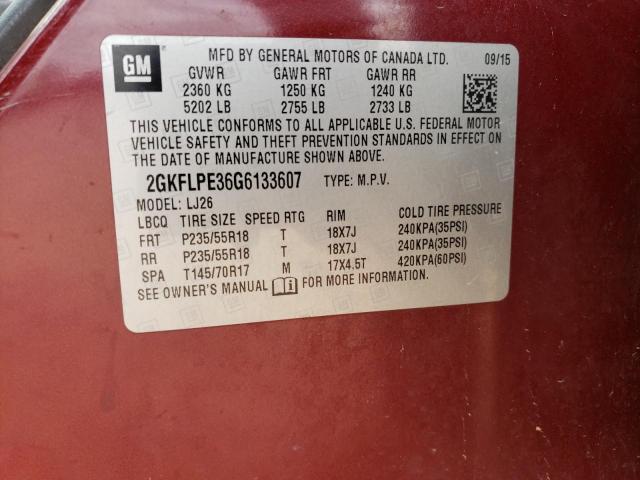 GM
MFD BY GENERAL MOTORS OF CANADA LTD. 09/15
GVWR GAWR FRT GAWR RR
2360 KG 1250 KG 1240 KG
5202 LB 2755 LB 2733 LB
THIS VEHICLE CONFORMS TO ALL APPLICABLE U.S. FEDERAL MOTOR
VEHICLE SAFETY AND THEFT PREVENTION STANDARDS IN EFFECT ON
THE DATE OF MANUFACTURE SHOWN ABOVE.
2GKFLPE36G6133607 TYPE: M.P.V.
MODEL: LJ26
LBCQ TIRE SIZE SPEED RTG RIM COLD TIRE PRESSURE
FRT P235/55R18 T 18X7J 240KPA(35PSI)
RR P235/55R18 T 18X7J 240KPA(35PSI)
SPA T145/70R17 M 17X4.5T 420KPA(60PSI)
SEE OWNER'S MANUAL FOR MORE INFORMATION.